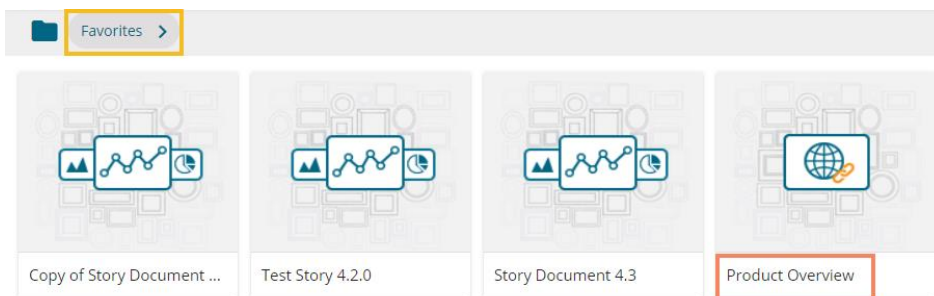 Favorites
Copy of Story Document ...
Test Story 4.2.0
Story Document 4.3
Product Overview